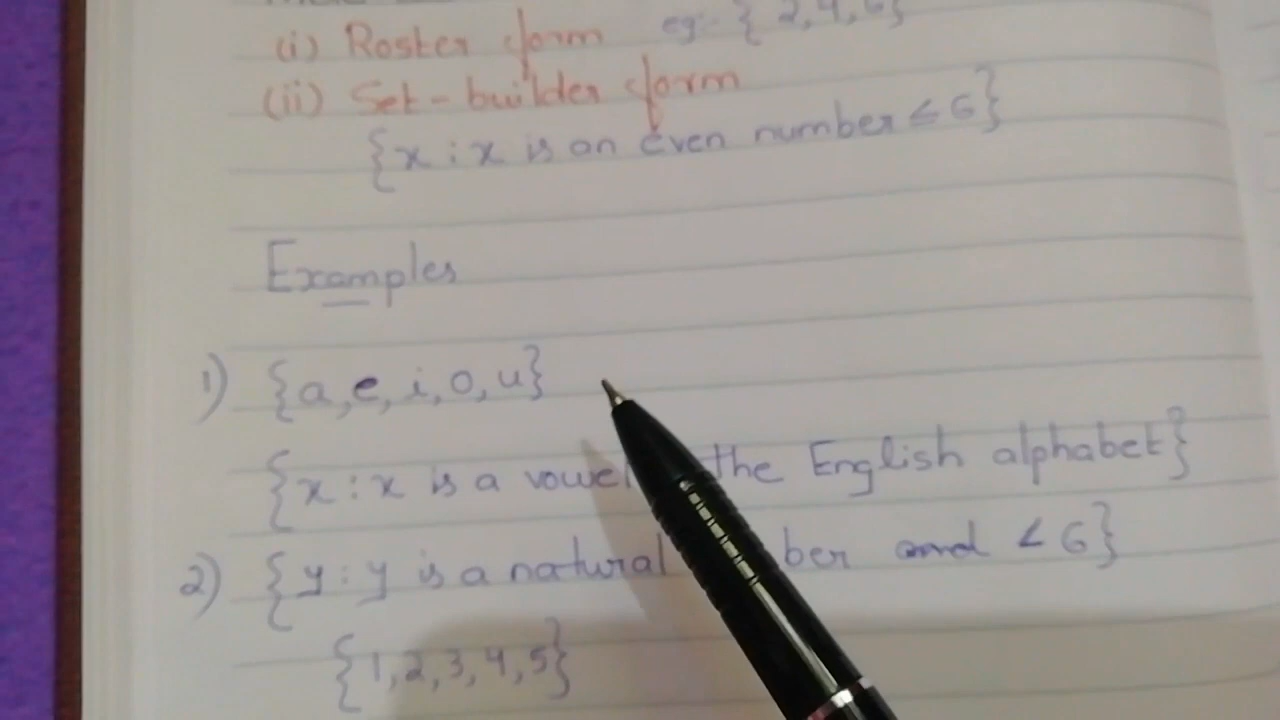 (i) Roster form eg:- { 2, 4, 6}
(ii) Set-builder form
{x : x is an even number ≤ 6}
Examples
1) {a, e, i, o, u}
{x : x is a vowel the English alphabet}
2) {y : y is a natural and < 6}
{1, 2, 3, 4, 5}